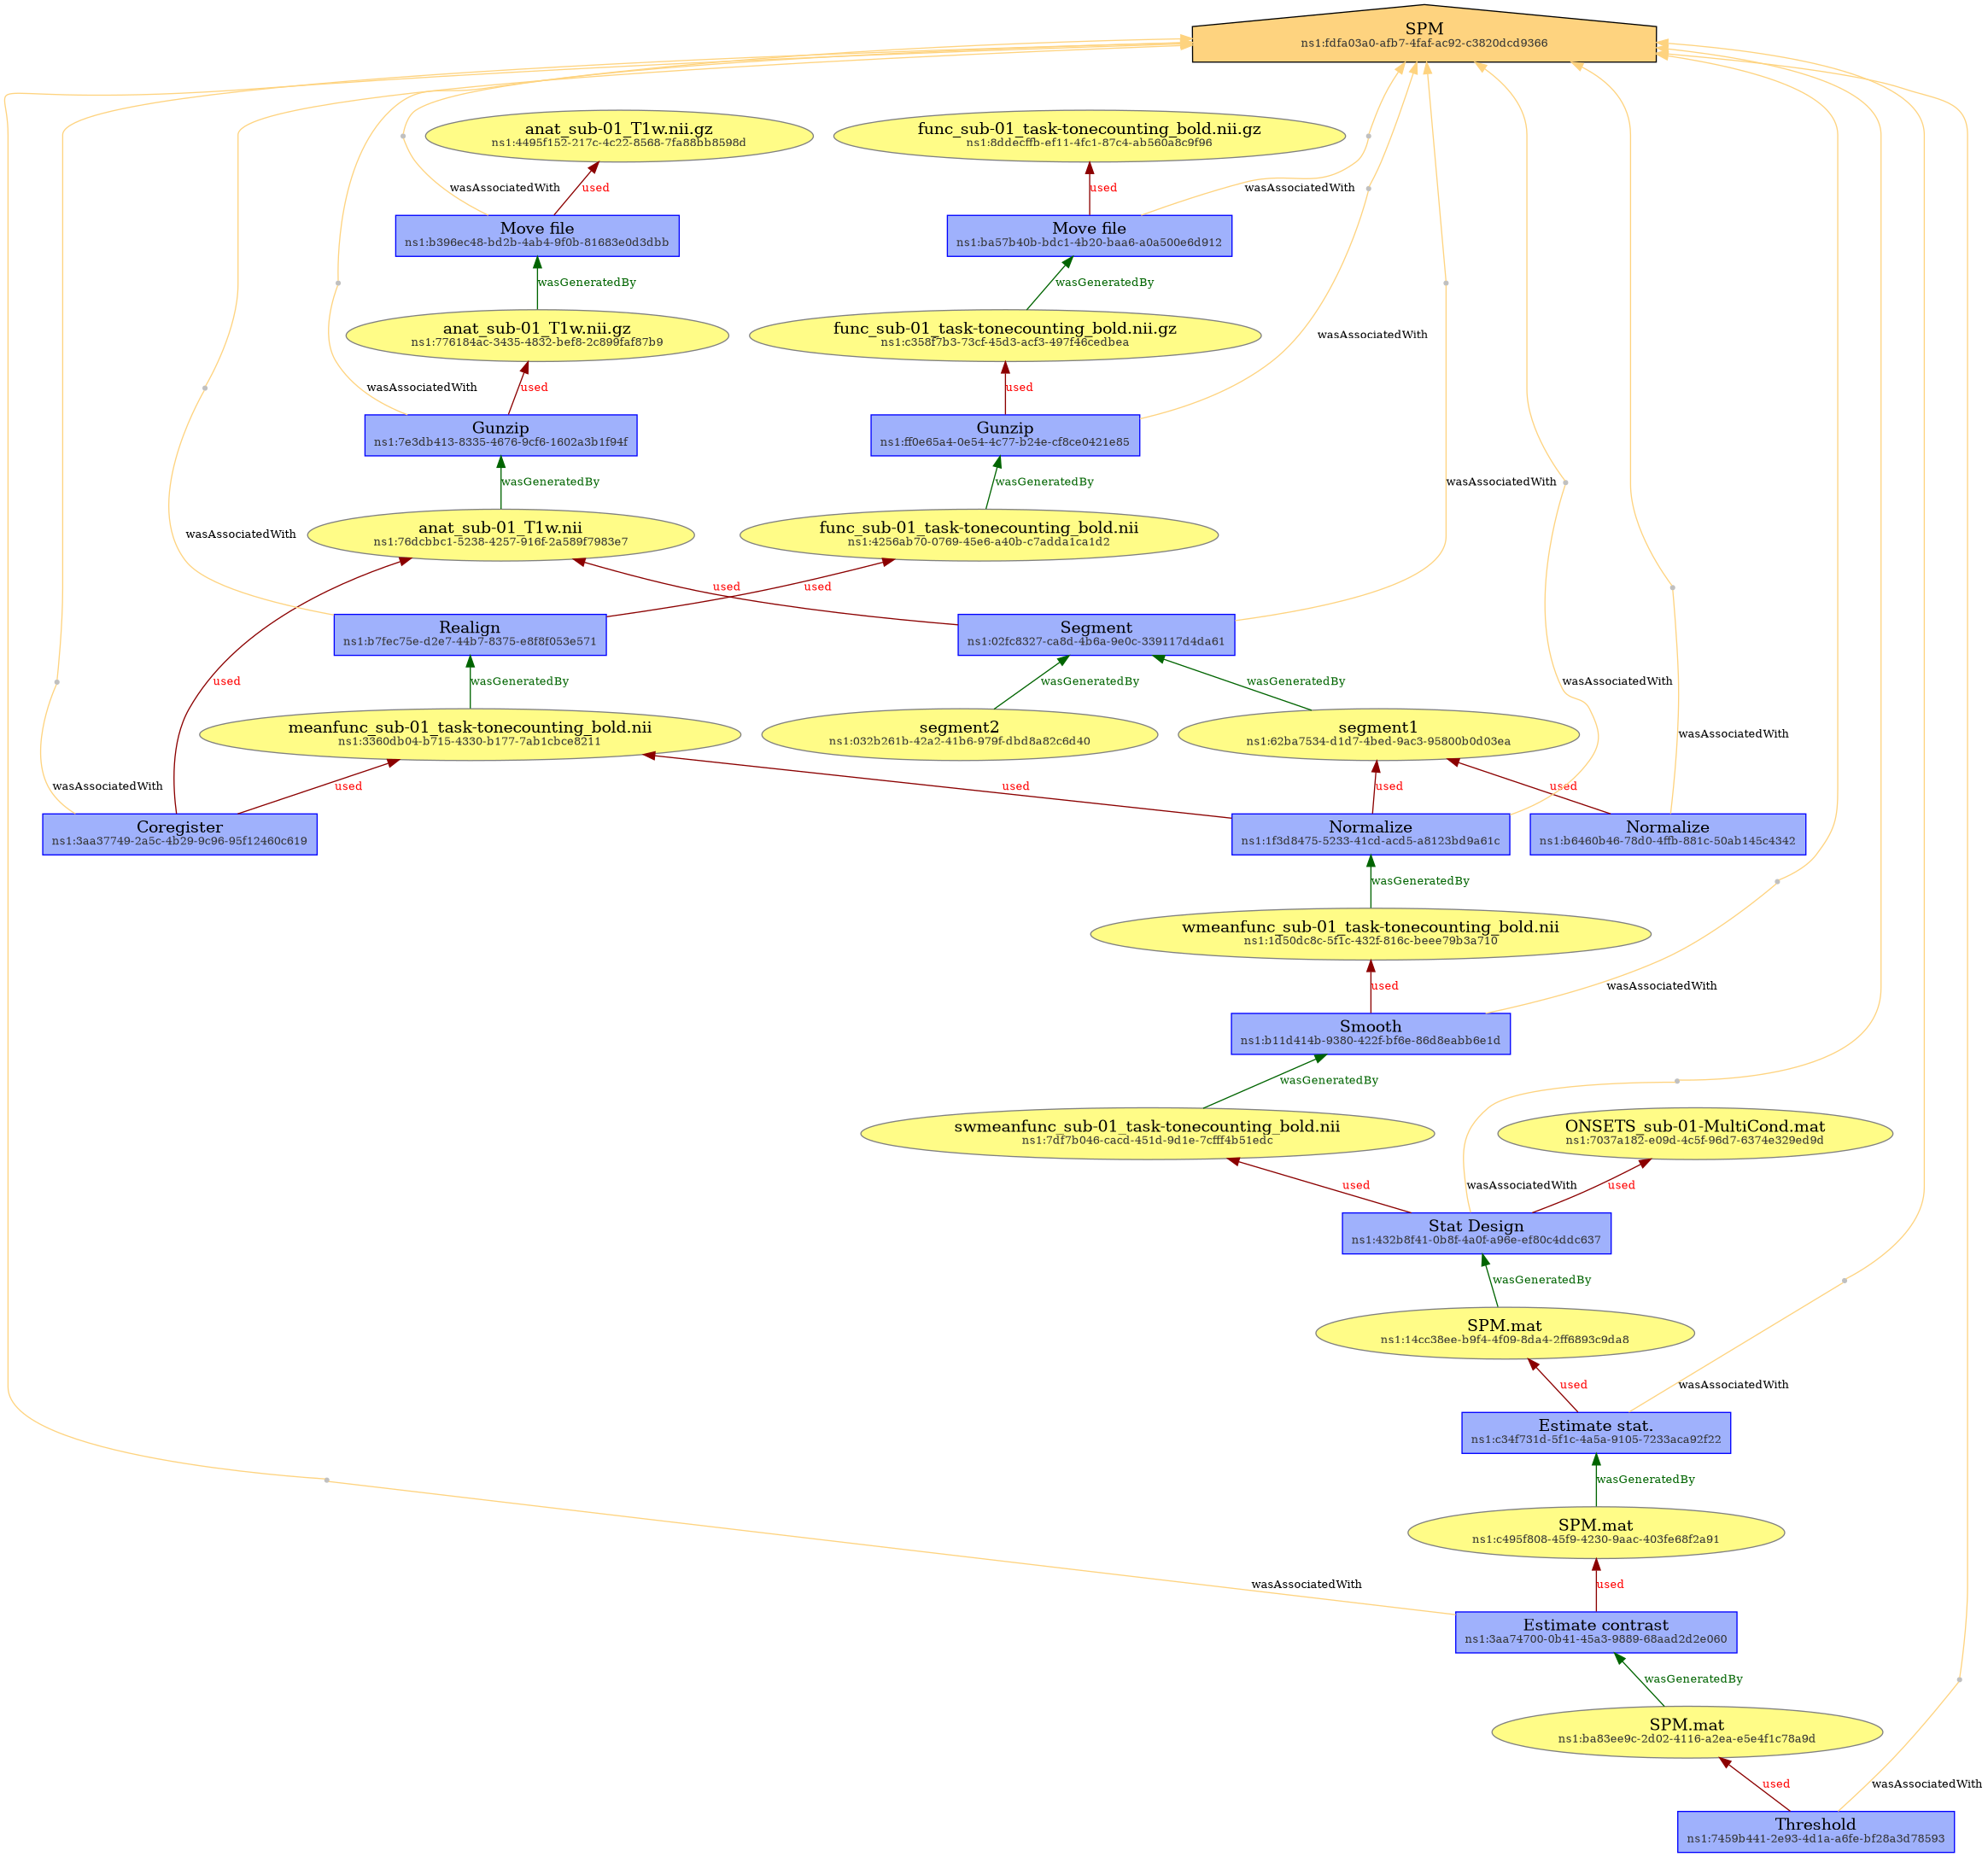 SPM
ns1:fdfa03a0-afb7-4faf-ac92-c3820dcd9366
anat_sub-01_T1w.nii.gz
ns1:4495f152-217c-4c22-8568-7fa88bb8598d
func_sub-01_task-tonecounting_bold.nii.gz
ns1:8ddecffb-ef11-4fc1-87c4-ab560a8c9f96
wasAssociatedWith
used
used
wasAssociatedWith
Move file
ns1:b396ec48-bd2b-4ab4-9f0b-81683e0d3dbb
Move file
ns1:ba57b40b-bdc1-4b20-baa6-a0a500e6d912
wasGeneratedBy
wasGeneratedBy
anat_sub-01_T1w.nii.gz
ns1:776184ac-3435-4832-bef8-2c899faf87b9
func_sub-01_task-tonecounting_bold.nii.gz
ns1:c358f7b3-73cf-45d3-acf3-497f46cedbea
wasAssociatedWith
wasAssociatedWith
used
used
Gunzip
ns1:7e3db413-8335-4676-9cf6-1602a3b1f94f
Gunzip
ns1:ff0e65a4-0e54-4c77-b24e-cf8ce0421e85
wasGeneratedBy
wasGeneratedBy
wasAssociatedWith
anat_sub-01_T1w.nii
ns1:76dcbbc1-5238-4257-916f-2a589f7983e7
func_sub-01_task-tonecounting_bold.nii
ns1:4256ab70-0769-45e6-a40b-c7adda1ca1d2
wasAssociatedWith
used
used
Realign
ns1:b7fec75e-d2e7-44b7-8375-e8f8f053e571
Segment
ns1:02fc8327-ca8d-4b6a-9e0c-339117d4da61
used
wasGeneratedBy
wasGeneratedBy
wasGeneratedBy
wasAssociatedWith
meanfunc_sub-01_task-tonecounting_bold.nii
ns1:3360db04-b715-4330-b177-7ab1cbce8211
segment2
ns1:032b261b-42a2-41b6-979f-dbd8a82c6d40
segment1
ns1:62ba7534-d1d7-4bed-9ac3-95800b0d03ea
wasAssociatedWith
wasAssociatedWith
used
used
used
used
Coregister
ns1:3aa37749-2a5c-4b29-9c96-95f12460c619
Normalize
ns1:1f3d8475-5233-41cd-acd5-a8123bd9a61c
Normalize
ns1:b6460b46-78d0-4ffb-881c-50ab145c4342
wasGeneratedBy
wmeanfunc_sub-01_task-tonecounting_bold.nii
ns1:1d50dc8c-5f1c-432f-816c-beee79b3a710
used
wasAssociatedWith
Smooth
ns1:b11d414b-9380-422f-bf6e-86d8eabb6e1d
wasGeneratedBy
swmeanfunc_sub-01_task-tonecounting_bold.nii
ns1:7df7b046-cacd-451d-9d1e-7cfff4b51edc
ONSETS_sub-01-MultiCond.mat
ns1:7037a182-e09d-4c5f-96d7-6374e329ed9d
used
wasAssociatedWith
used
Stat Design
ns1:432b8f41-0b8f-4a0f-a96e-ef80c4ddc637
wasGeneratedBy
SPM.mat
ns1:14cc38ee-b9f4-4f09-8da4-2ff6893c9da8
used
wasAssociatedWith
Estimate stat.
ns1:c34f731d-5f1c-4a5a-9105-7233aca92f22
wasGeneratedBy
SPM.mat
ns1:c495f808-45f9-4230-9aac-403fe68f2a91
wasAssociatedWith
used
Estimate contrast
ns1:3aa74700-0b41-45a3-9889-68aad2d2e060
wasGeneratedBy
SPM.mat
ns1:ba83ee9c-2d02-4116-a2ea-e5e4f1c78a9d
used
wasAssociatedWith
Threshold
ns1:7459b441-2e93-4d1a-a6fe-bf28a3d78593